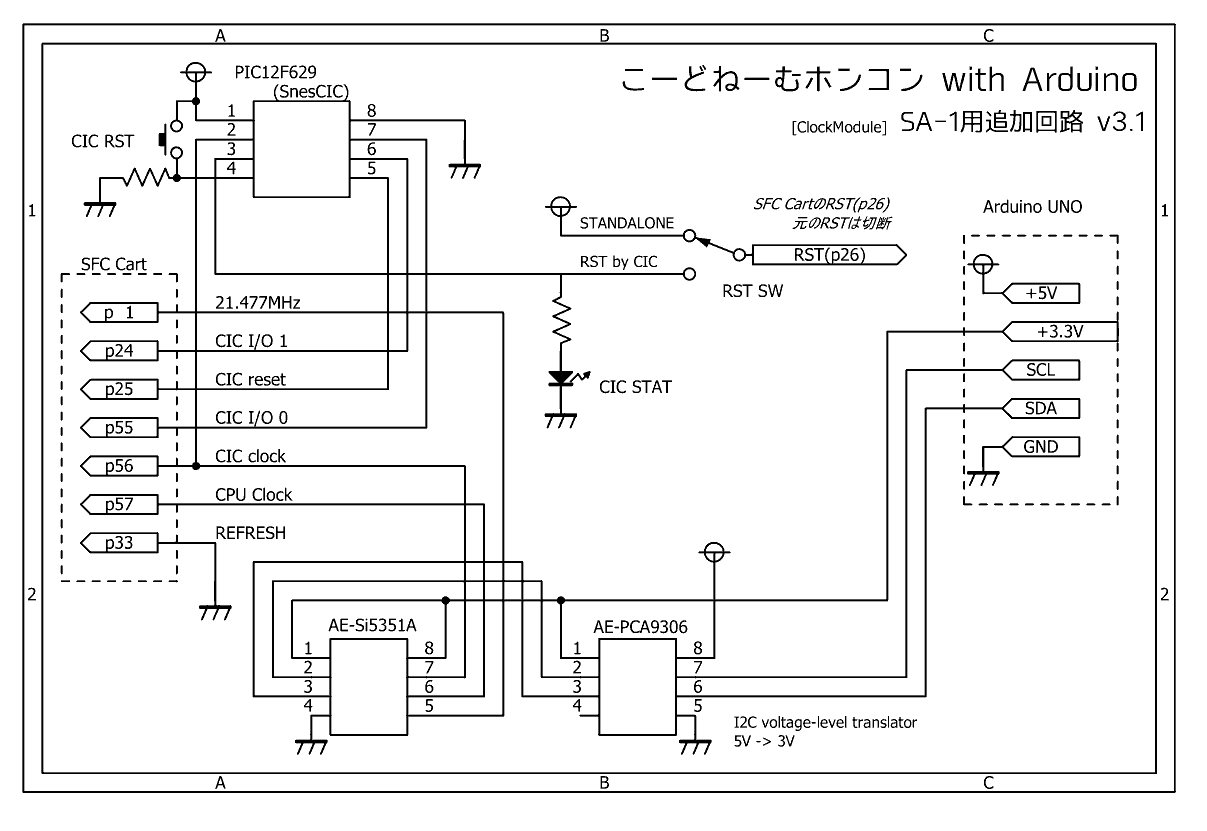 A B C
こーどねーむホンコン with Arduino
[ClockModule] SA-1用追加回路 v3.1
PIC12F629
(SnesCIC)
1 8
2 7
3 6
4 5
CIC RST
1 1
SFC CartのRST(p26)
元のRSTは切断
STANDALONE
RST(p26)
RST by CIC
RST SW
CIC STAT
Arduino UNO
+5V
+3.3V
SCL
SDA
GND
SFC Cart
p 1 21.477MHz
p24 CIC I/O 1
p25 CIC reset
p55 CIC I/O 0
p56 CIC clock
p57 CPU Clock
p33 REFRESH
2 2
AE-Si5351A
1 8
2 7
3 6
4 5
AE-PCA9306
1 8
2 7
3 6
4 5
I2C voltage-level translator
5V -> 3V
A B C